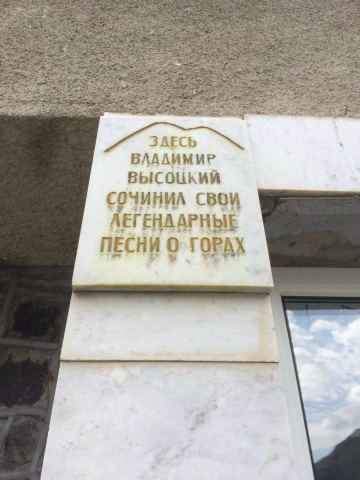 ЗДЕСЬ
ВЛАДИМИР
ВЫСОЦКИЙ
СОЧИНИЛ СВОИ
ЛЕГЕНДАРНЫЕ
ПЕСНИ О ГОРАХ